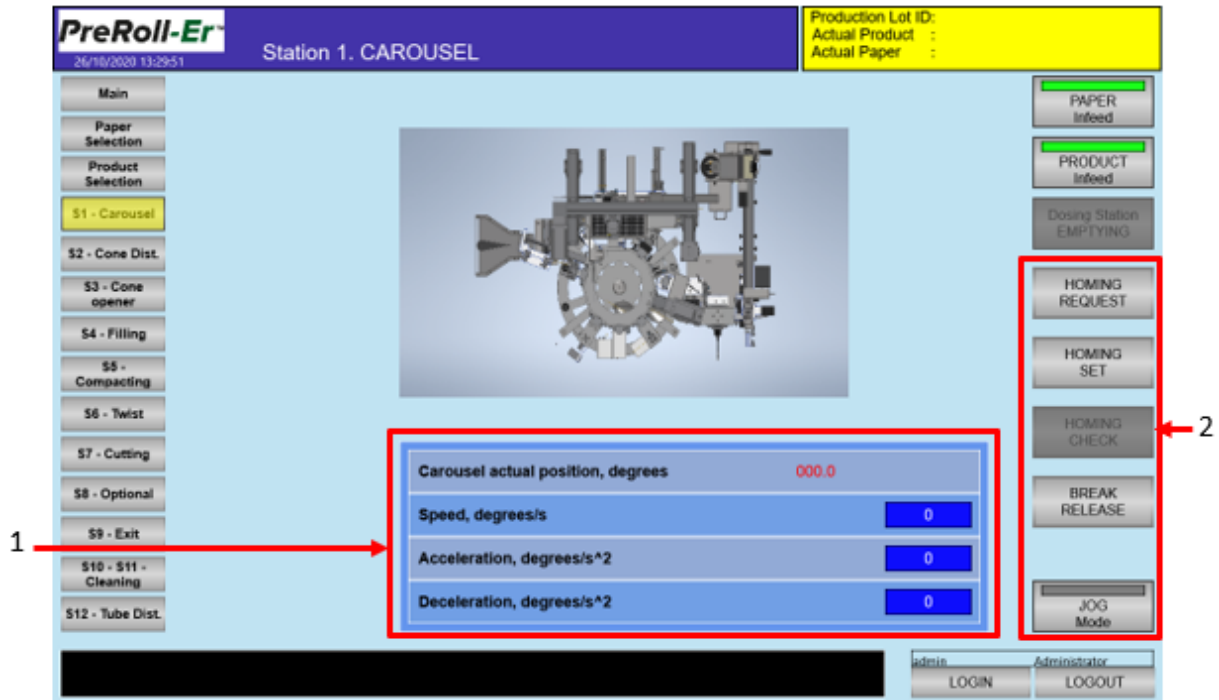 PreRoll-Er™
26/10/2020 13:29:51
Station 1. CAROUSEL
Production Lot ID:
Actual Product :
Actual Paper :
Main
Paper
Selection
Product
Selection
S1 - Carousel
S2 - Cone Dist.
S3 - Cone
opener
S4 - Filling
S5 -
Compacting
S6 - Twist
S7 - Cutting
S8 - Optional
S9 - Exit
S10 - S11 -
Cleaning
S12 - Tube Dist.
1
Carousel actual position, degrees 000.0
Speed, degrees/s 0
Acceleration, degrees/s^2 0
Deceleration, degrees/s^2 0
PAPER
Infeed
PRODUCT
Infeed
Dosing Station
EMPTYING
HOMING
REQUEST
HOMING
SET
HOMING
CHECK
BREAK
RELEASE
JOG
Mode
2
admin Administrator
LOGIN LOGOUT